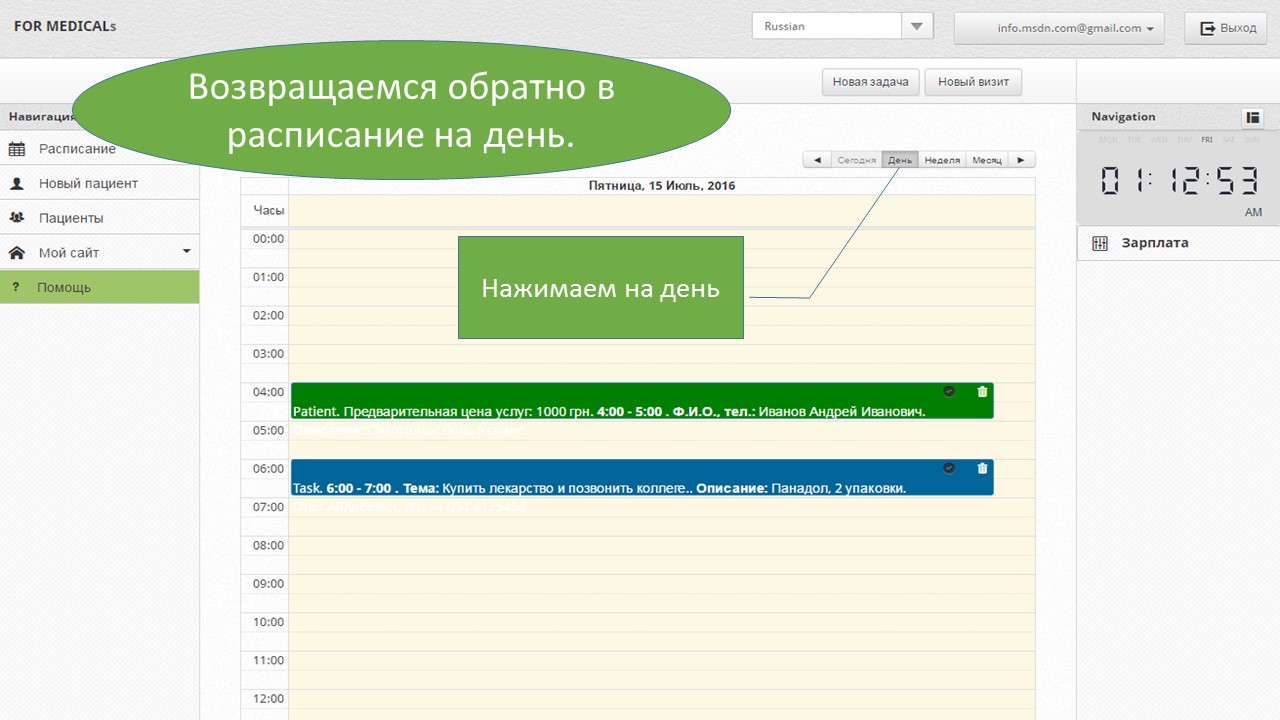 FOR MEDICALs
Russian
info.msdn.com@gmail.com
Выход
Возвращаемся обратно в
расписание на день.
Новая задача
Новый визит
Навигация
Расписание
Новый пациент
Пациенты
Мой сайт
? Помощь
Сегодня День Неделя Месяц
Пятница, 15 Июль, 2016
Часы
00:00
01:00
Нажимаем на день
02:00
03:00
04:00
Patient. Предварительная цена услуг: 1000 грн. 4:00 - 5:00 . Ф.И.О., тел.: Иванов Андрей Иванович.
05:00
06:00
Task. 6:00 - 7:00 . Тема: Купить лекарство и позвонить коллеге.. Описание: Панадол, 2 упаковки.
07:00
08:00
09:00
10:00
11:00
12:00
Navigation
MON TUE WED THU FRI SAT SUN
01:12:53
AM
Зарплата